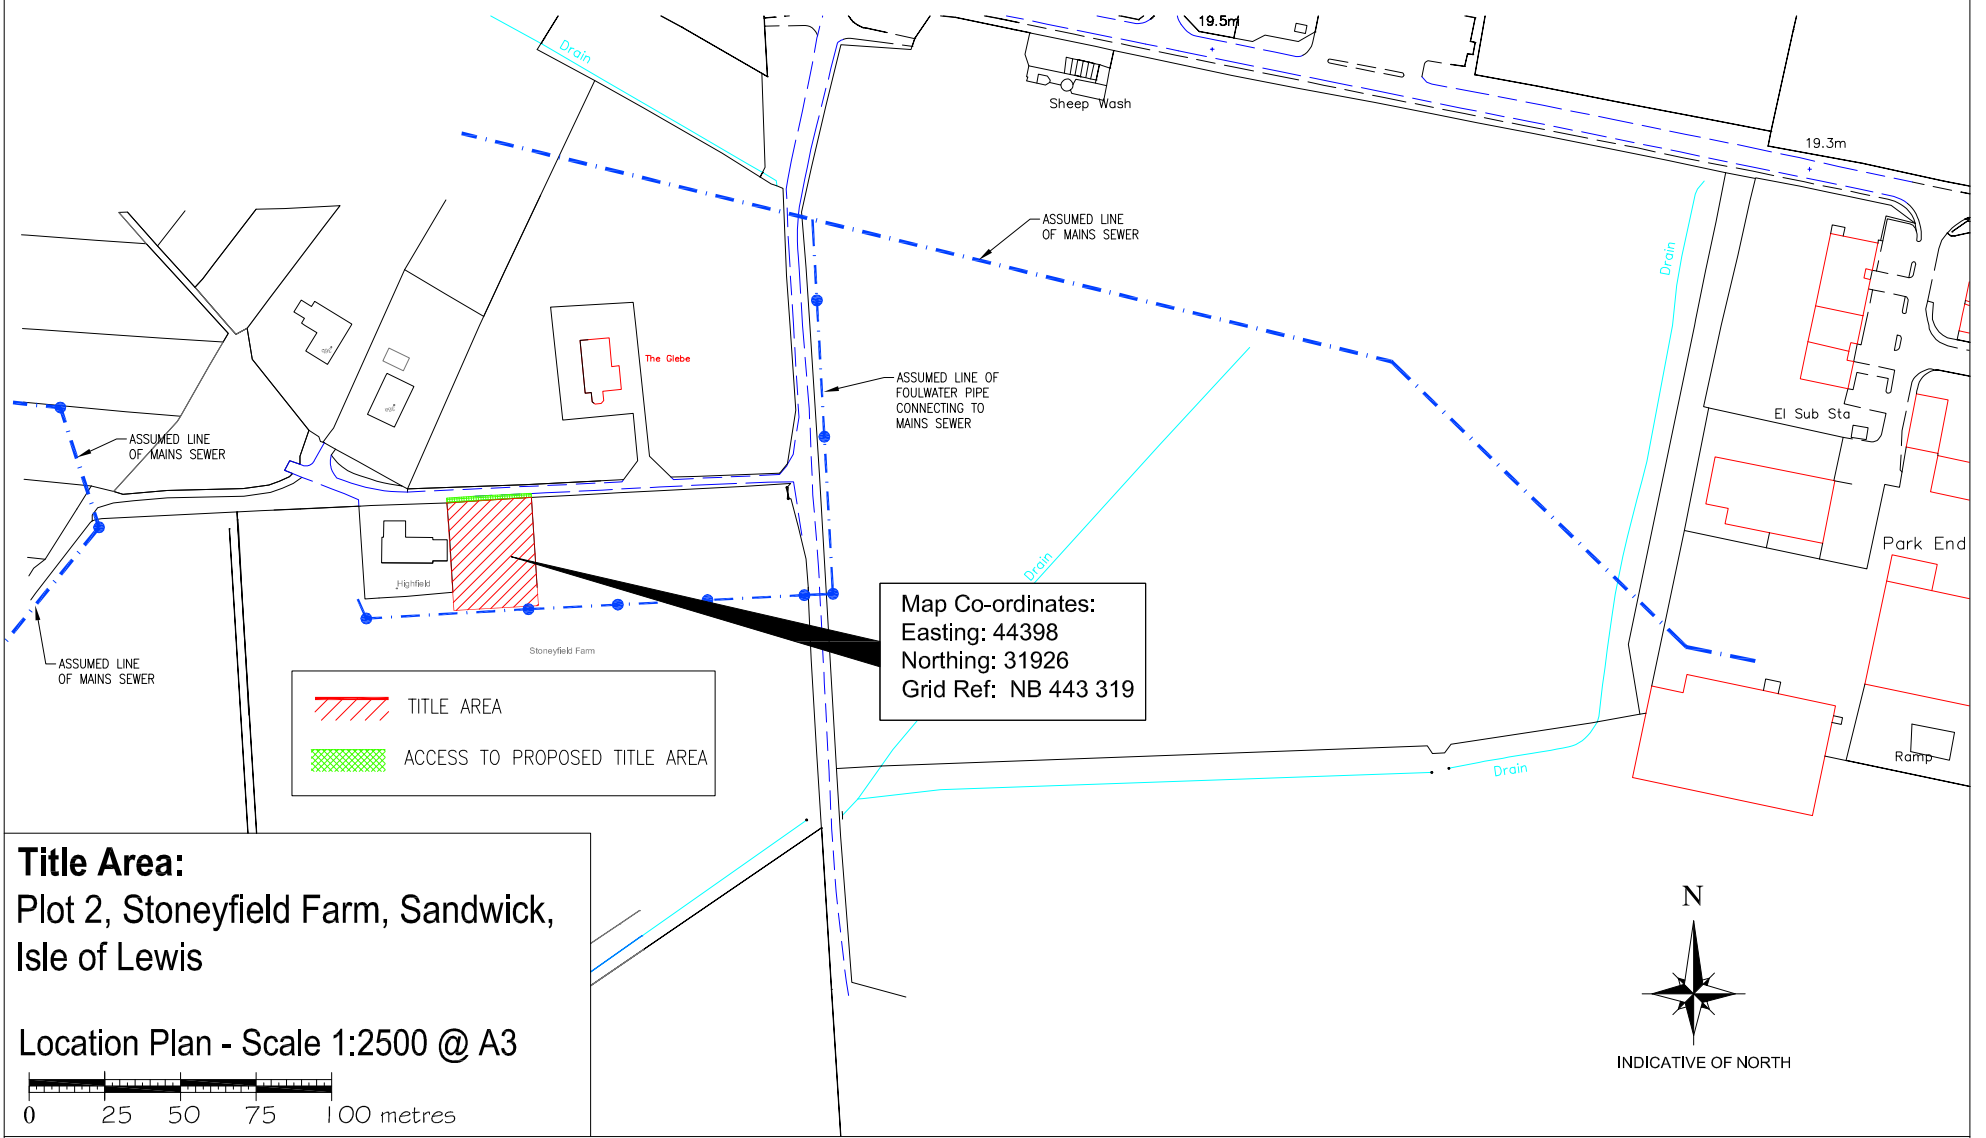 Drain
19.5m
Sheep Wash
19.3m
ASSUMED LINE
OF MAINS SEWER
Drain
The Glebe
ASSUMED LINE OF
FOULWATER PIPE
CONNECTING TO
MAINS SEWER
El Sub Sta
ASSUMED LINE
OF MAINS SEWER
Park End
Drain
Highfield
Map Co-ordinates:
Easting: 44398
Northing: 31926
Grid Ref: NB 443 319
Stoneyfield Farm
ASSUMED LINE
OF MAINS SEWER
TITLE AREA
ACCESS TO PROPOSED TITLE AREA
Ramp
Drain
Title Area:
Plot 2, Stoneyfield Farm, Sandwick,
Isle of Lewis
N
Location Plan - Scale 1:2500 @ A3
INDICATIVE OF NORTH
0 25 50 75 100 metres